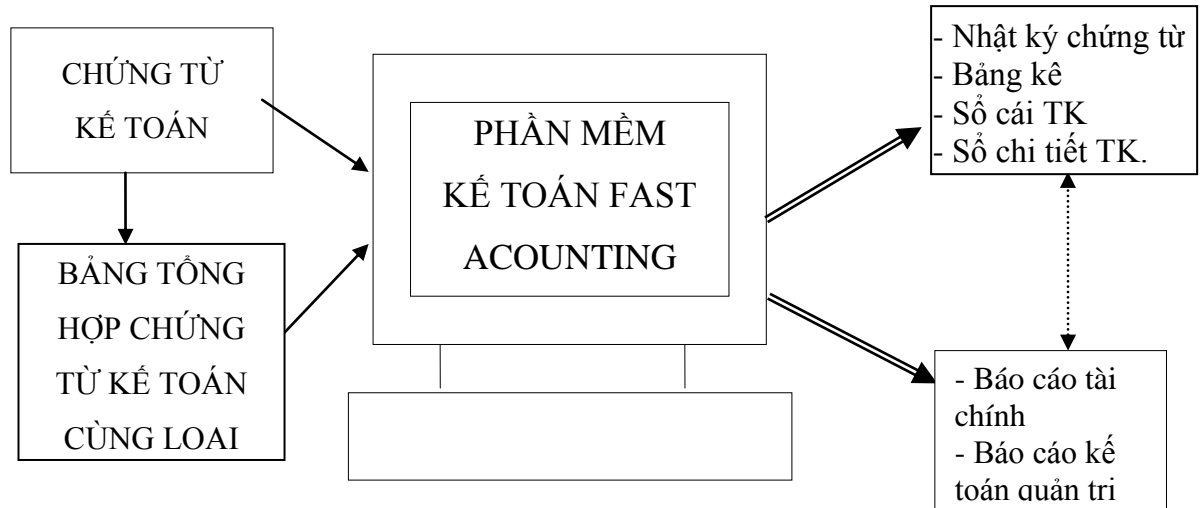 CHỨNG TỪ
KẾ TOÁN
BẢNG TỔNG
HỢP CHỨNG
TỪ KẾ TOÁN
CÙNG LOẠI
PHẦN MỀM
KẾ TOÁN FAST
ACOUNTING
- Nhật ký chứng từ
- Bảng kê
- Sổ cái TK
- Sổ chi tiết TK.
- Báo cáo tài
chính
- Báo cáo kế
toán quản trị